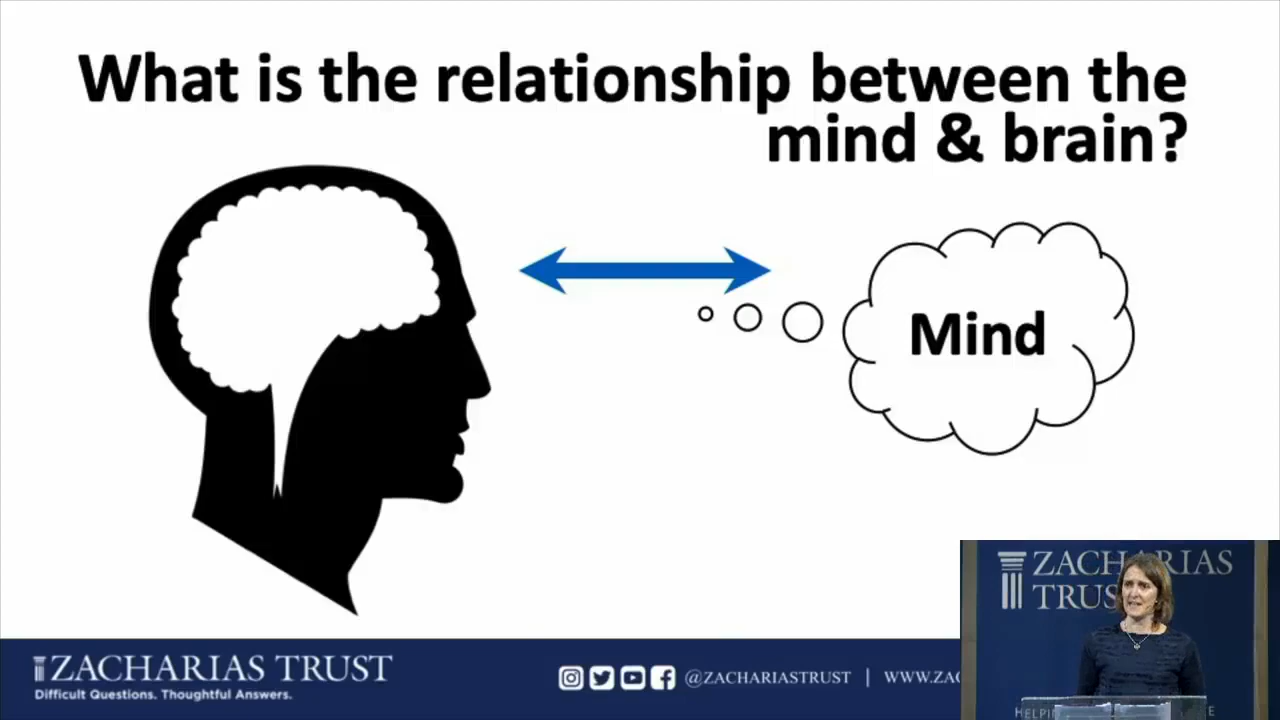 What is the relationship between the
mind & brain?
Mind
ZACHARIAS TRUST
Difficult Questions. Thoughtful Answers.
@ZACHARIASTRUST | WWW.ZAC
ZACHARIAS
TRUS